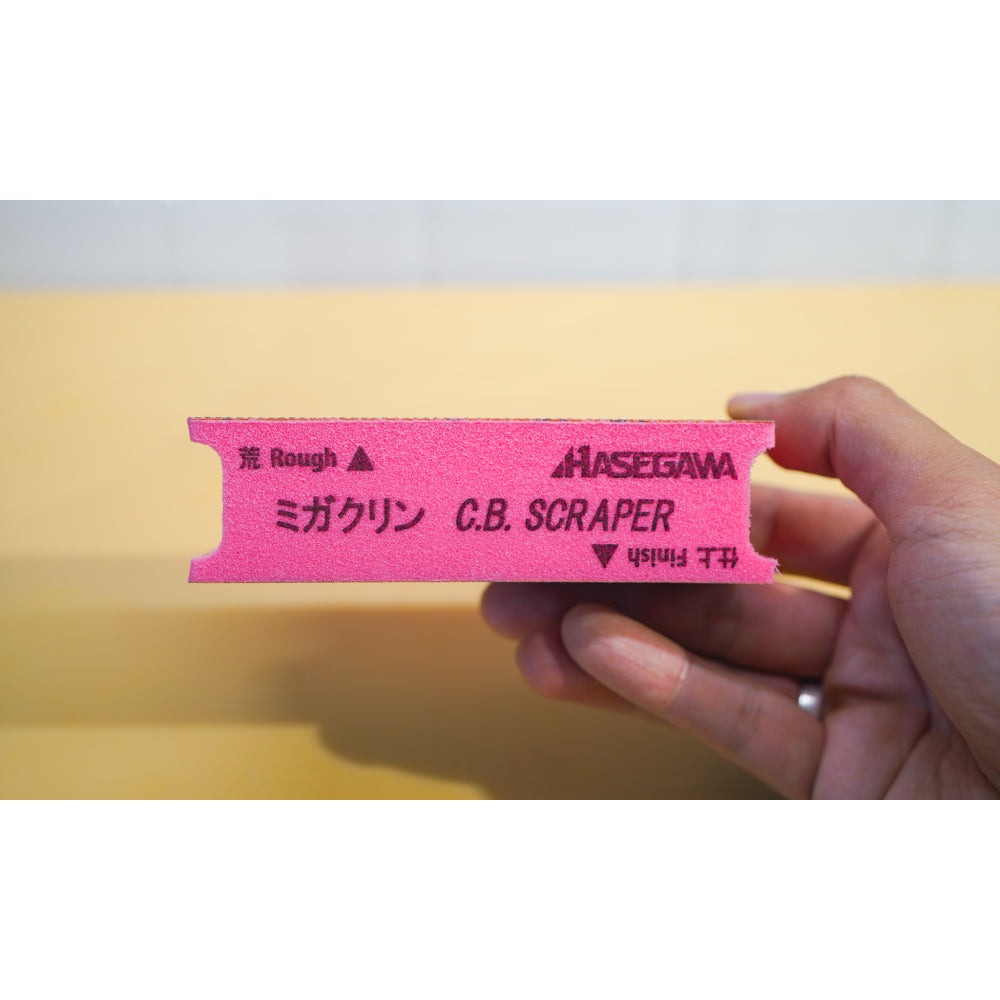 荒 Rough ▲ HASEGAWA
ミガクリン C.B. SCRAPER
仕上 Finish ▲